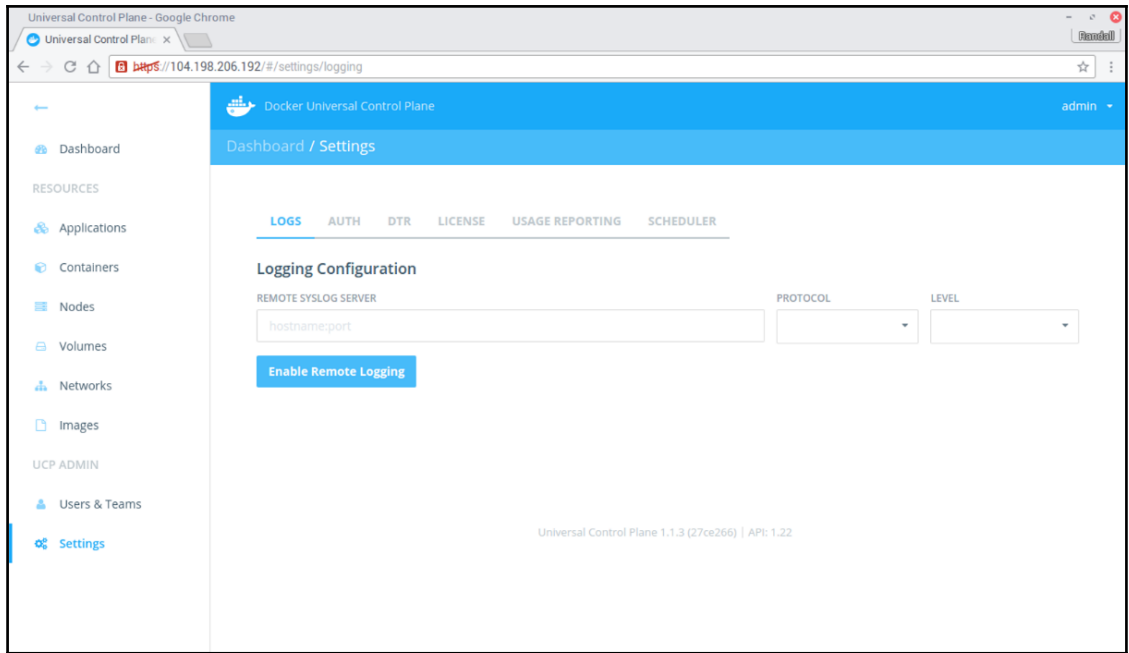 Universal Control Plane - Google Chrome
Universal Control Plane
Randall
https://104.198.206.192/#/settings/logging
Docker Universal Control Plane
admin
Dashboard / Settings
Dashboard
RESOURCES
Applications
Containers
Nodes
Volumes
Networks
Images
UCP ADMIN
Users & Teams
Settings
LOGS AUTH DTR LICENSE USAGE REPORTING SCHEDULER
Logging Configuration
REMOTE SYSLOG SERVER PROTOCOL LEVEL
hostname:port
Enable Remote Logging
Universal Control Plane 1.1.3 (27ce266) | API: 1.22